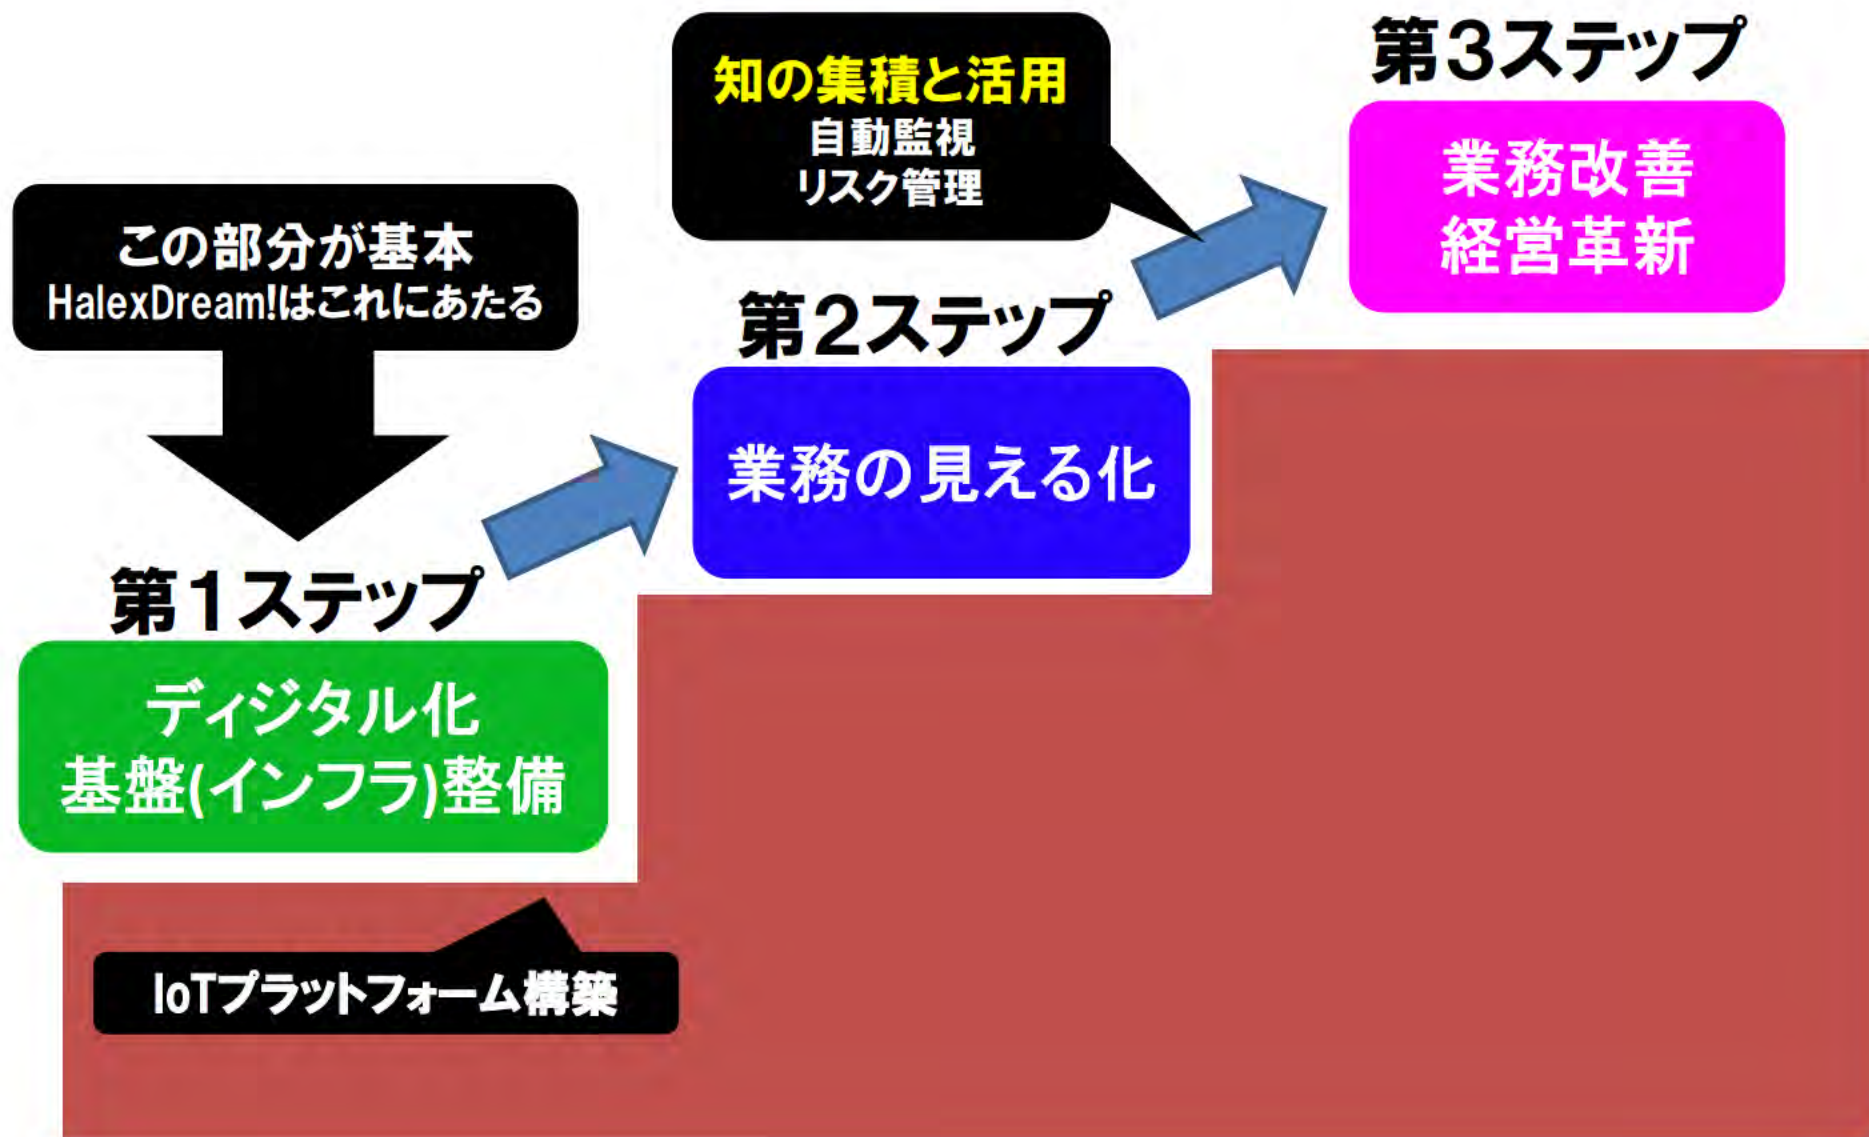 第3ステップ
業務改善
経営革新
知の集積と活用
自動監視
リスク管理
第2ステップ
業務の見える化
この部分が基本
HalexDream!はこれにあたる
第1ステップ
ディジタル化
基盤(インフラ)整備
IoTプラットフォーム構築